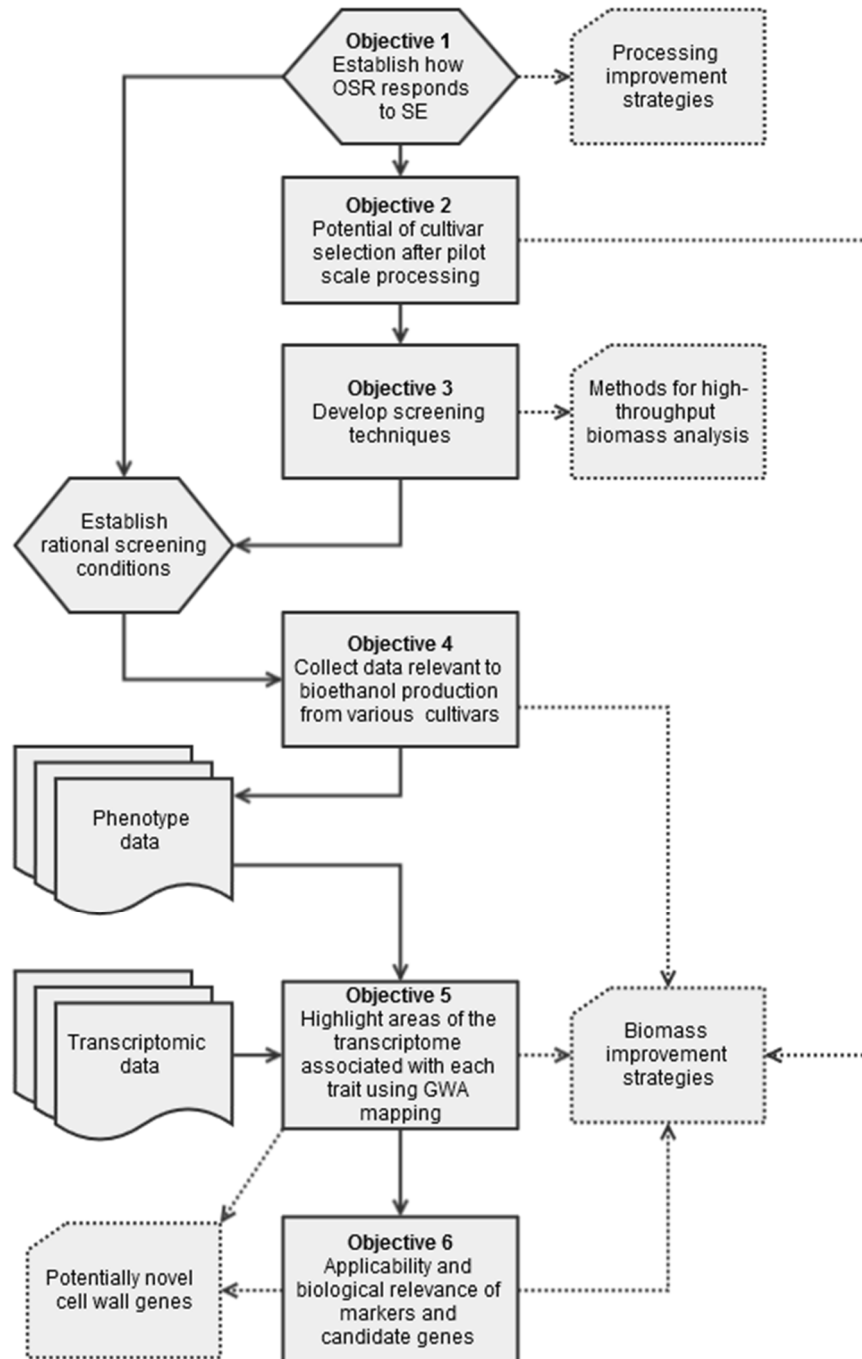 Objective 1
Establish how
OSR responds
to SE
Processing
improvement
strategies
Objective 2
Potential of cultivar
selection after pilot
scale processing
Objective 3
Develop screening
techniques
Methods for high-
throughput
biomass analysis
Establish
rational screening
conditions
Objective 4
Collect data relevant to
bioethanol production
from various cultivars
Phenotype
data
Transcriptomic
data
Objective 5
Highlight areas of the
transcriptome
associated with each
trait using GWA
mapping
Biomass
improvement
strategies
Potentially novel
cell wall genes
Objective 6
Applicability and
biological relevance of
markers and
candidate genes